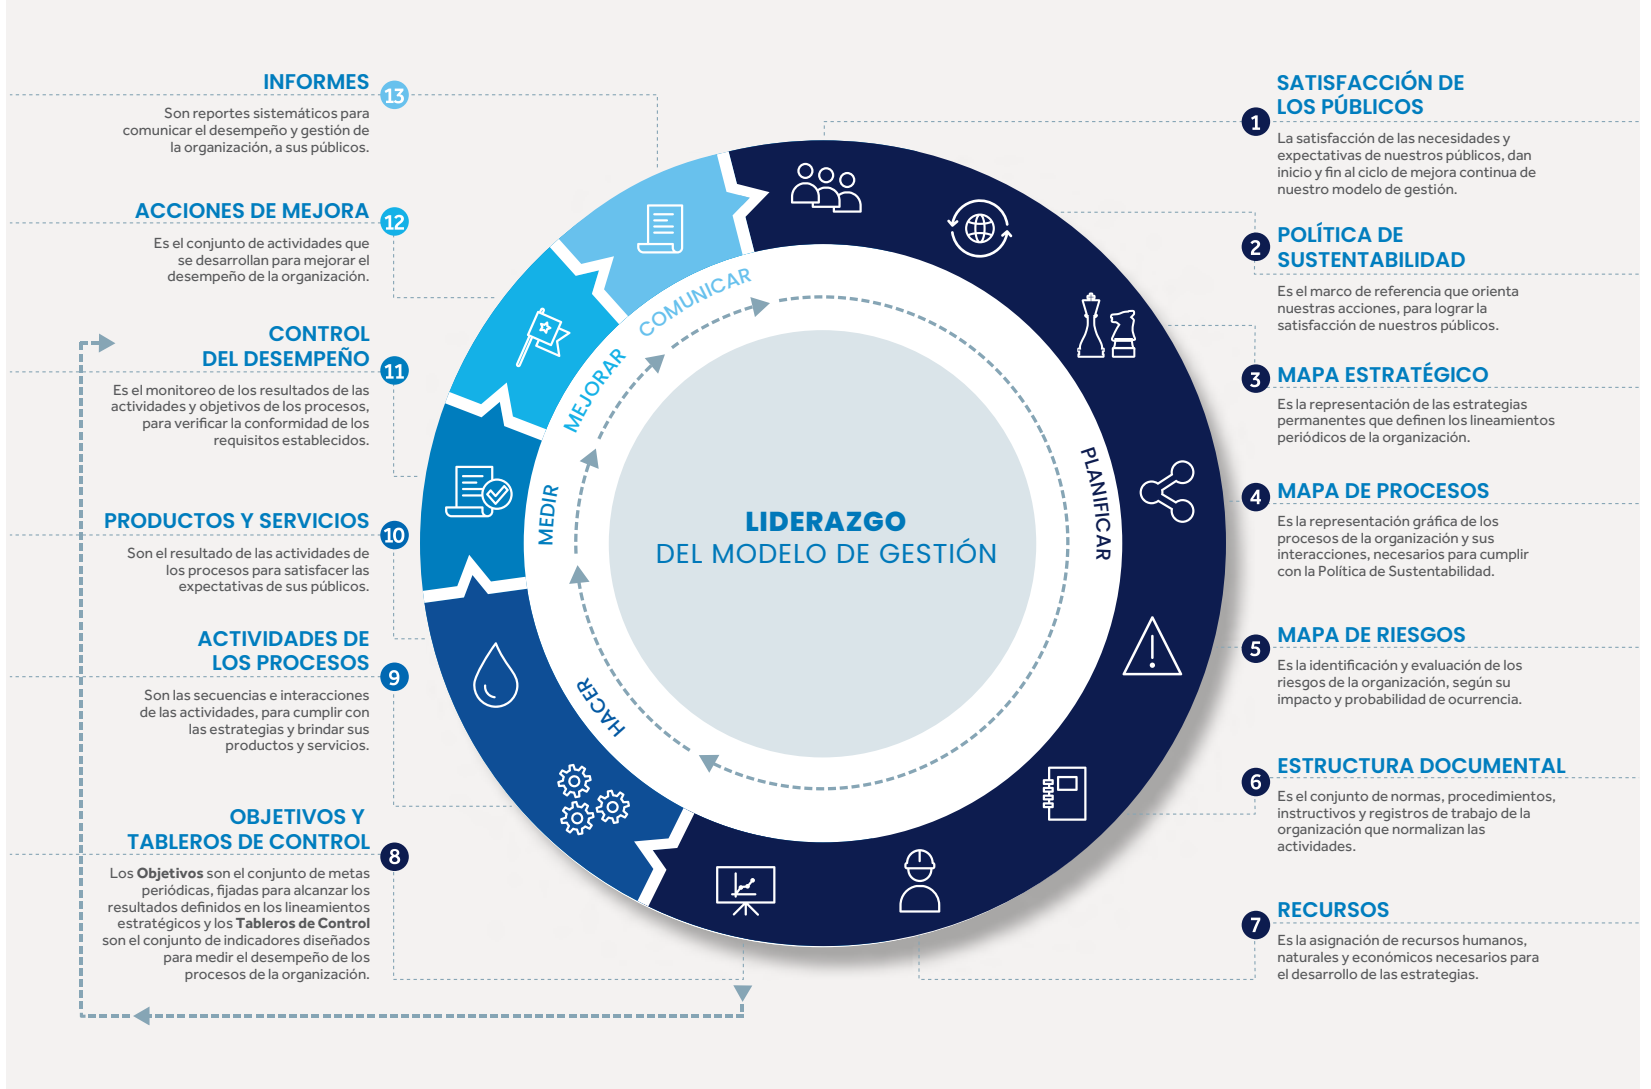 INFORMES
13
Son reportes sistemáticos para
comunicar el desempeño y gestión de
la organización, a sus públicos.
ACCIONES DE MEJORA
12
Es el conjunto de actividades que
se desarrollan para mejorar el
desempeño de la organización.
CONTROL
DEL DESEMPEÑO
11
Es el monitoreo de los resultados de las
actividades y objetivos de los procesos,
para verificar la conformidad de los
requisitos establecidos.
PRODUCTOS Y SERVICIOS
10
Son el resultado de las actividades de
los procesos para satisfacer las
expectativas de sus públicos.
ACTIVIDADES DE
LOS PROCESOS
9
Son las secuencias e interacciones
de las actividades, para cumplir con
las estrategias y brindar sus
productos y servicios.
OBJETIVOS Y
TABLEROS DE CONTROL
8
Los Objetivos son el conjunto de metas
periódicas, fijadas para alcanzar los
resultados definidos en los lineamientos
estratégicos y los Tableros de Control
son el conjunto de indicadores diseñados
para medir el desempeño de los
procesos de la organización.
COMUNICAR
MEJORAR
MEDIR
HACER
PLANIFICAR
LIDERAZGO
DEL MODELO DE GESTIÓN
SATISFACCIÓN DE
LOS PÚBLICOS
1
La satisfacción de las necesidades y
expectativas de nuestros públicos, dan
inicio y fin al ciclo de mejora continua de
nuestro modelo de gestión.
POLÍTICA DE
SUSTENTABILIDAD
2
Es el marco de referencia que orienta
nuestras acciones, para lograr la
satisfacción de nuestros públicos.
3
MAPA ESTRATÉGICO
Es la representación de las estrategias
permanentes que definen los lineamientos
periódicos de la organización.
4
MAPA DE PROCESOS
Es la representación gráfica de los
procesos de la organización y sus
interacciones, necesarios para cumplir
con la Política de Sustentabilidad.
5
MAPA DE RIESGOS
Es la identificación y evaluación de los
riesgos de la organización, según su
impacto y probabilidad de ocurrencia.
6
ESTRUCTURA DOCUMENTAL
Es el conjunto de normas, procedimientos,
instructivos y registros de trabajo de la
organización que normalizan las
actividades.
7
RECURSOS
Es la asignación de recursos humanos,
naturales y económicos necesarios para
el desarrollo de las estrategias.